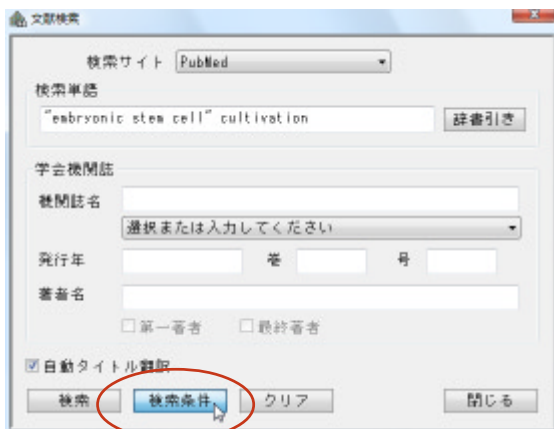 文献検索
検索サイト PubMed
検索単語
"embryonic stem cell" cultivation 辞書引き
学会機関誌
機関誌名
選択または入力してください
発行年 巻 号
著者名
第一著者 最終著者
自動タイトル翻訳
検索 検索条件 クリア 閉じる